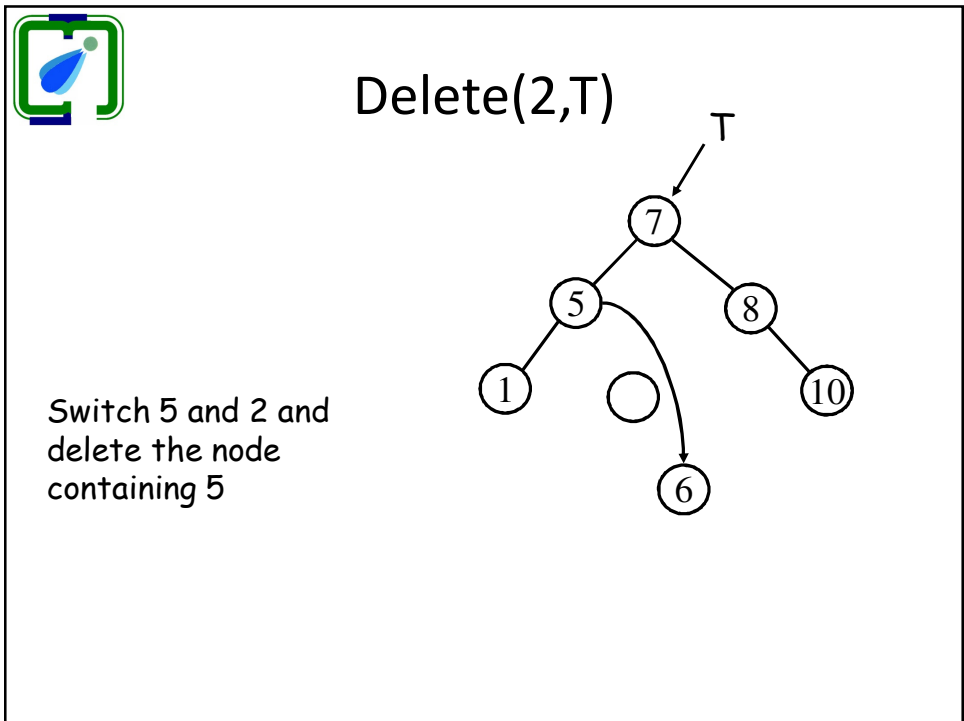 Delete(2,T)
T
7
5
8
1
10
Switch 5 and 2 and
delete the node
containing 5
6